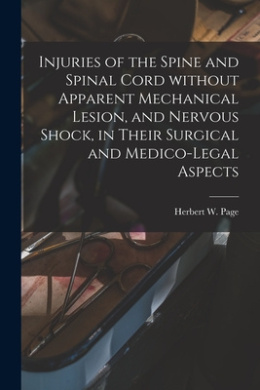 Injuries of the Spine and
Spinal Cord without
Apparent Mechanical
Lesion, and Nervous
Shock, in Their Surgical
and Medico-Legal
Aspects
Herbert W. Page